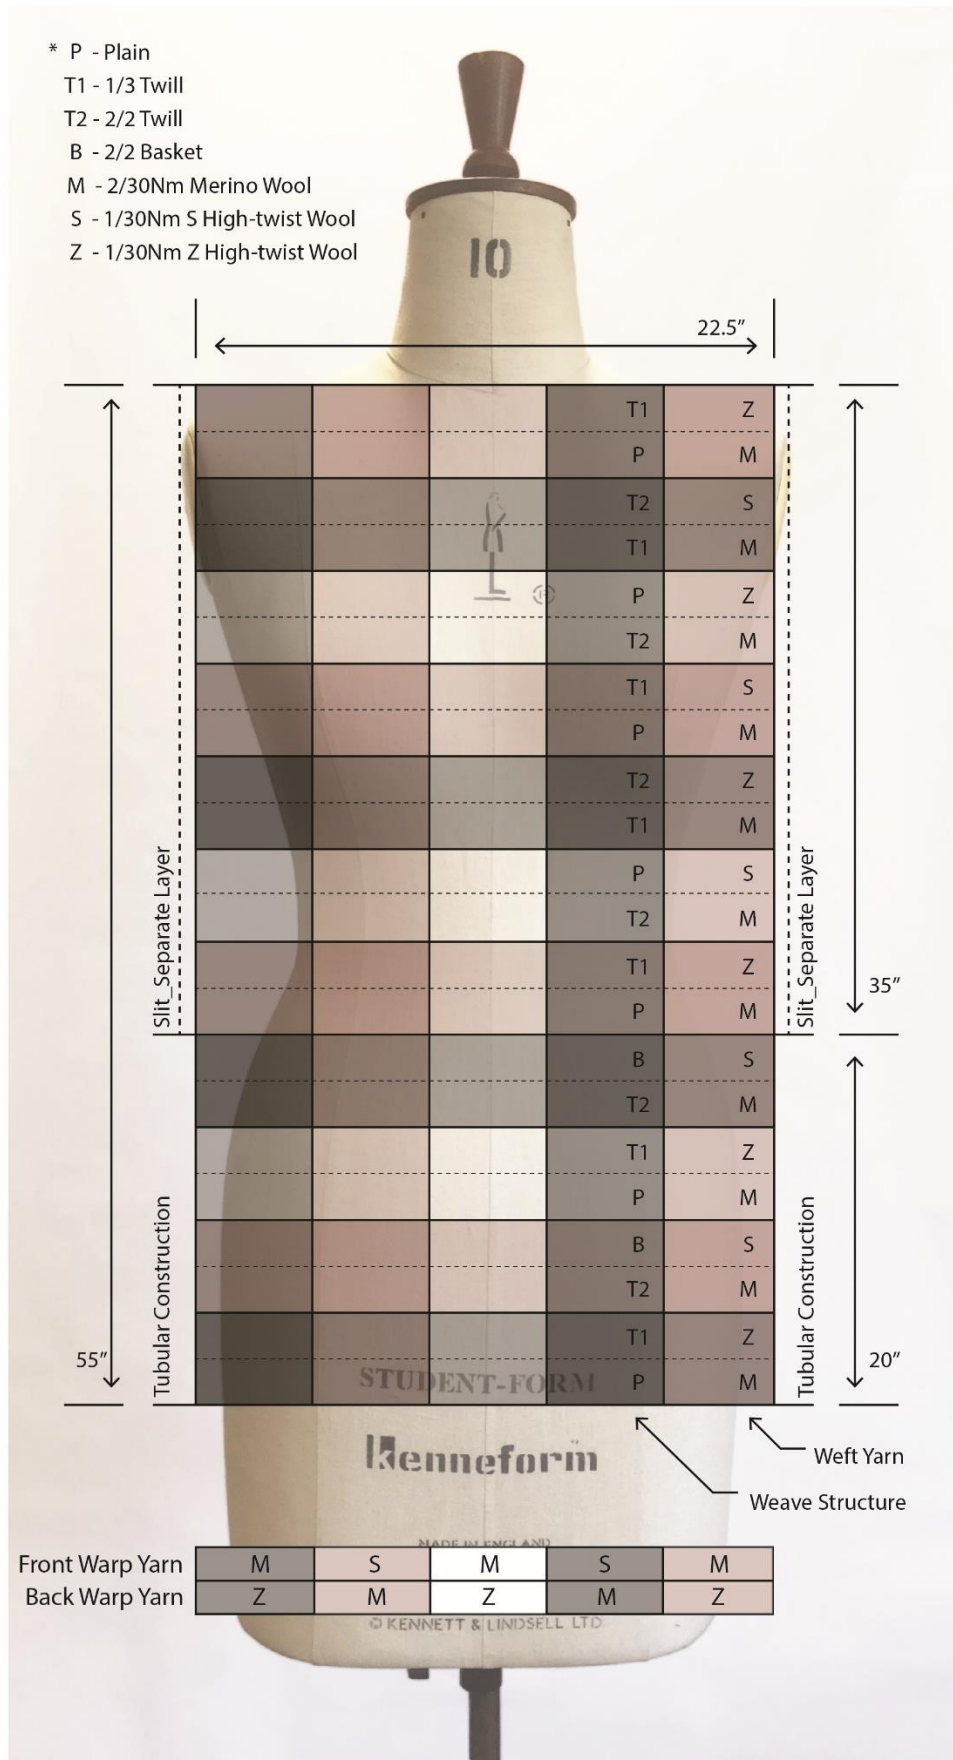 * P - Plain
T1 - 1/3 Twill
T2 - 2/2 Twill
B - 2/2 Basket
M - 2/30Nm Merino Wool
S - 1/30Nm S High-twist Wool
Z - 1/30Nm Z High-twist Wool
10
22.5”
T1 Z
P M
T2 S
T1 M
P Z
T2 M
T1 S
P M
T2 Z
T1 M
P S
T2 M
T1 Z
P M
B S
T2 M
T1 Z
P M
B S
T2 M
T1 Z
P M
Slit_Separate Layer
Slit_Separate Layer
35”
Tubular Construction
Tubular Construction
55”
20”
STUDENT-FORM
Kenneform
Weft Yarn
Weave Structure
MADE IN ENGLAND
Front Warp Yarn M S M S M
Back Warp Yarn Z M Z M Z
© KENNETT & LINDSELL LTD